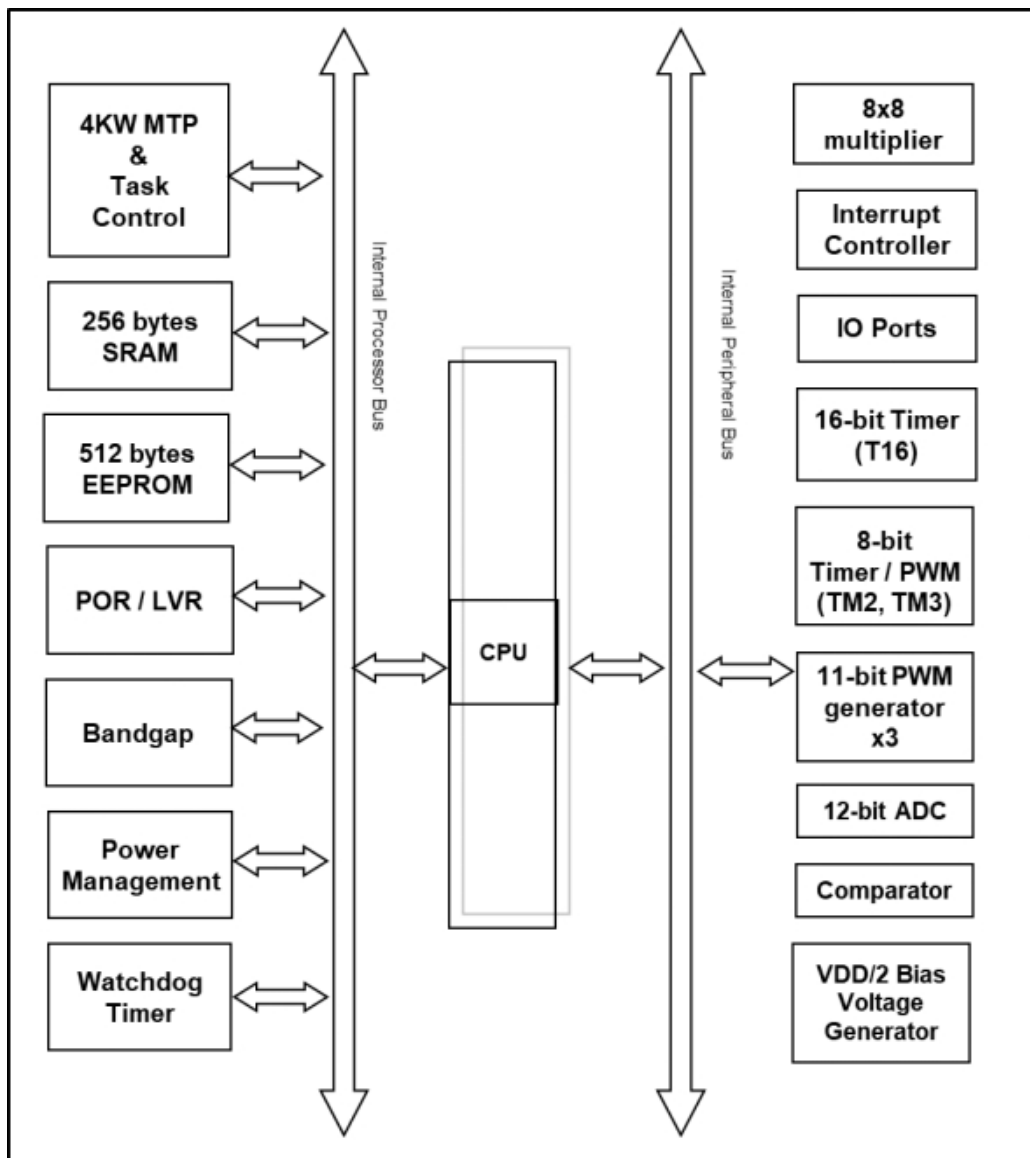 4KW MTP
&
Task
Control
256 bytes
SRAM
512 bytes
EEPROM
POR / LVR
Bandgap
Power
Management
Watchdog
Timer
Internal Processor Bus
CPU
Internal Peripheral Bus
8x8
multiplier
Interrupt
Controller
IO Ports
16-bit Timer
(T16)
8-bit
Timer / PWM
(TM2, TM3)
11-bit PWM
generator
x3
12-bit ADC
Comparator
VDD/2 Bias
Voltage
Generator